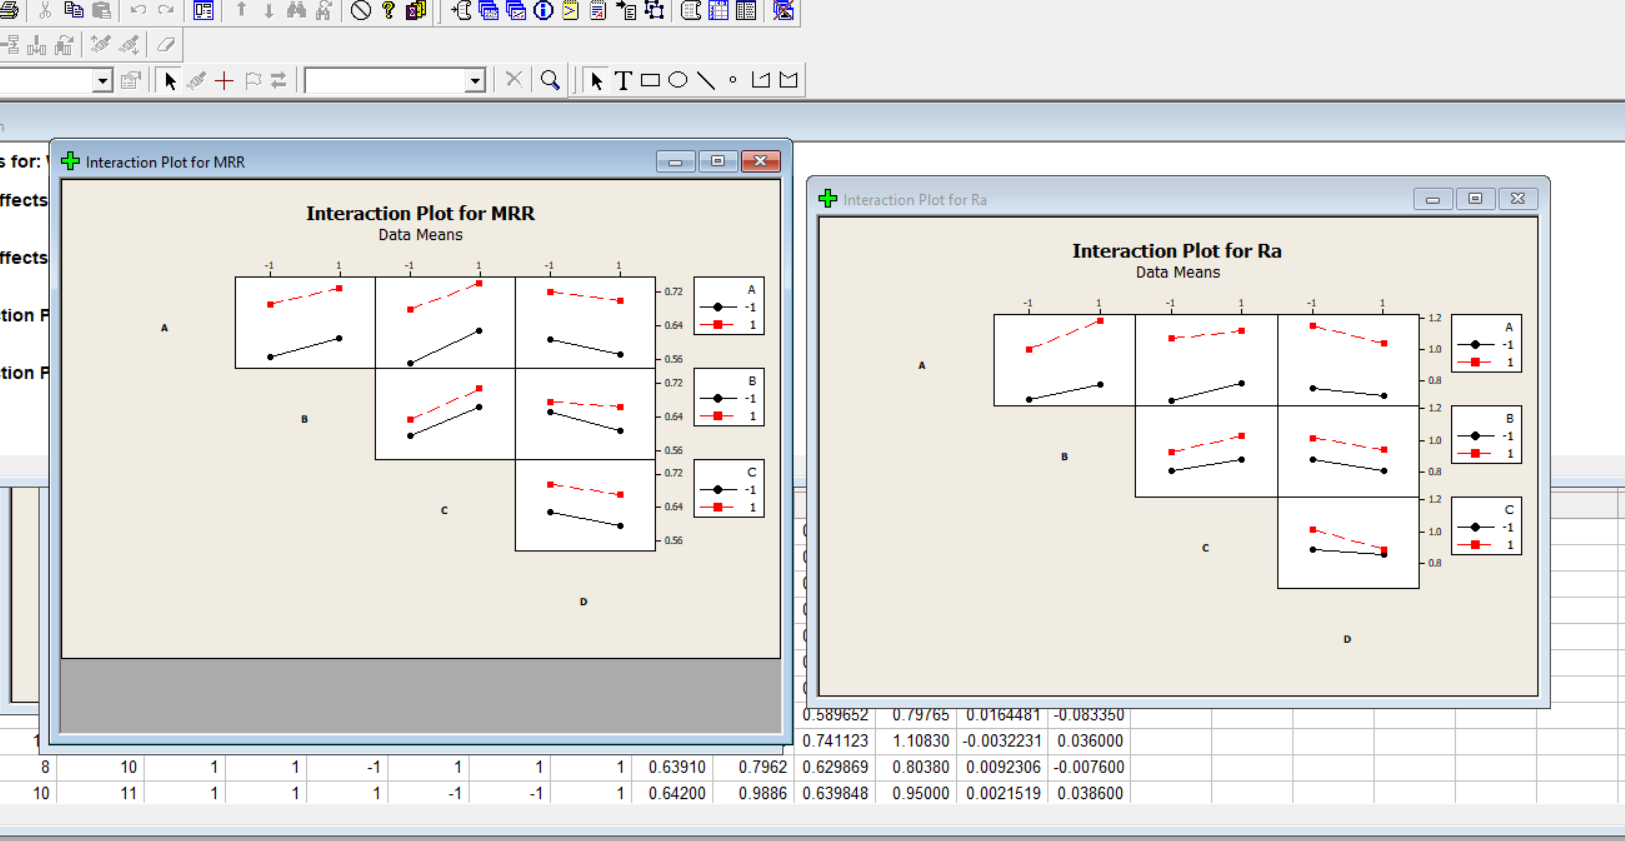 n
s for:
ffects
ffects
tion P
tion P
Interaction Plot for MRR
Interaction Plot for MRR
Data Means
-1 1 -1 1 -1 1
A
0.72
0.64
0.56
A
-1
1
B
0.72
0.64
0.56
B
-1
1
C
0.72
0.64
0.56
C
-1
1
D
Interaction Plot for Ra
Interaction Plot for Ra
Data Means
-1 1 -1 1 -1 1
A
1.2
1.0
0.8
A
-1
1
B
1.2
1.0
0.8
B
-1
1
C
1.2
1.0
0.8
C
-1
1
D
0.589652 0.79765 0.0164481 -0.083350
0.741123 1.10830 -0.0032231 0.036000
8 10 1 1 -1 1 1 1 0.63910 0.7962 0.629869 0.80380 0.0092306 -0.007600
10 11 1 1 1 -1 -1 1 0.64200 0.9886 0.639848 0.95000 0.0021519 0.038600